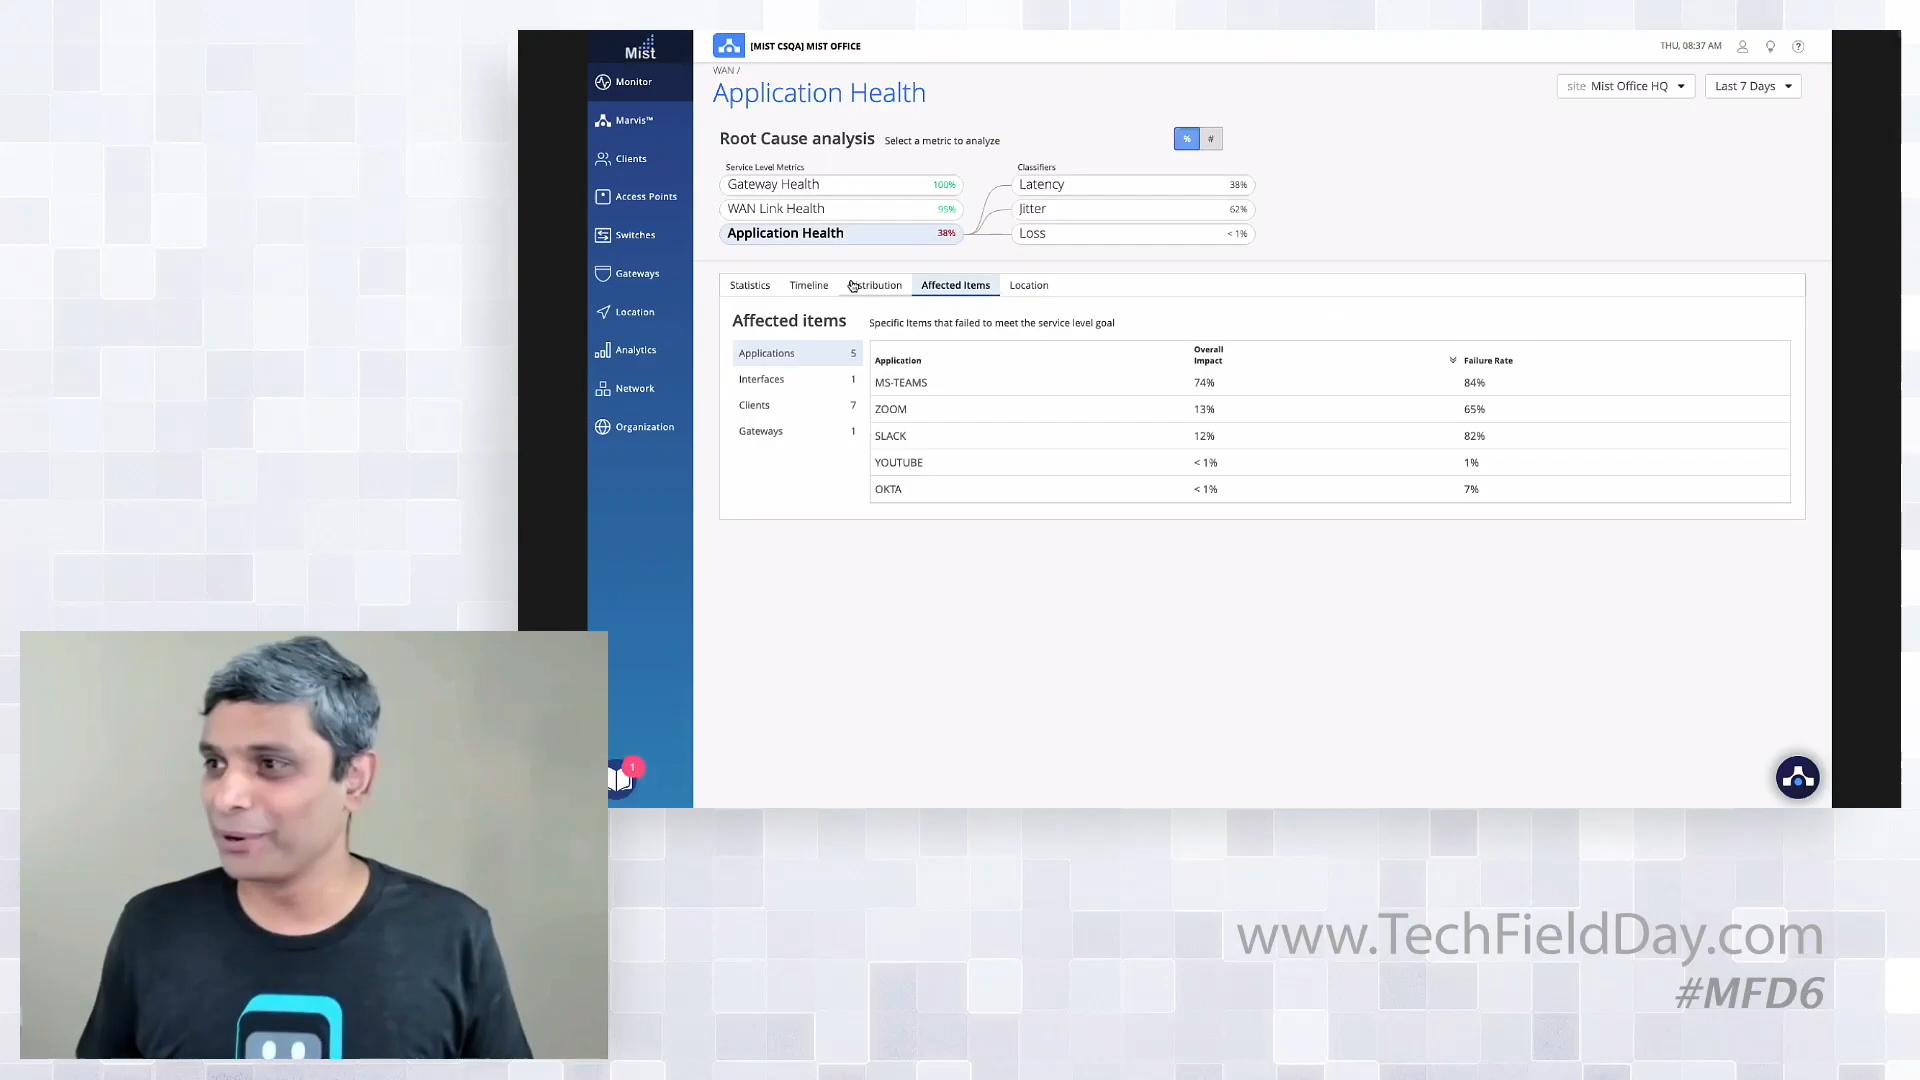 Mist
[MIST CSQA] MIST OFFICE
THU, 08:37 AM
Monitor
Marvis™
Clients
Access Points
Switches
Gateways
Location
Analytics
Network
Organization
1
WAN /
Application Health
site Mist Office HQ
Last 7 Days
Root Cause analysis Select a metric to analyze
% #
Service Level Metrics
Gateway Health 100%
WAN Link Health 95%
Application Health 38%
Classifiers
Latency 38%
Jitter 62%
Loss < 1%
Statistics Timeline Distribution Affected Items Location
Affected items Specific items that failed to meet the service level goal
Applications 5
Interfaces 1
Clients 7
Gateways 1
Application Overall Impact Failure Rate
MS-TEAMS 74% 84%
ZOOM 13% 65%
SLACK 12% 82%
YOUTUBE < 1% 1%
OKTA < 1% 7%
www.TechFieldDay.com
#MFD6